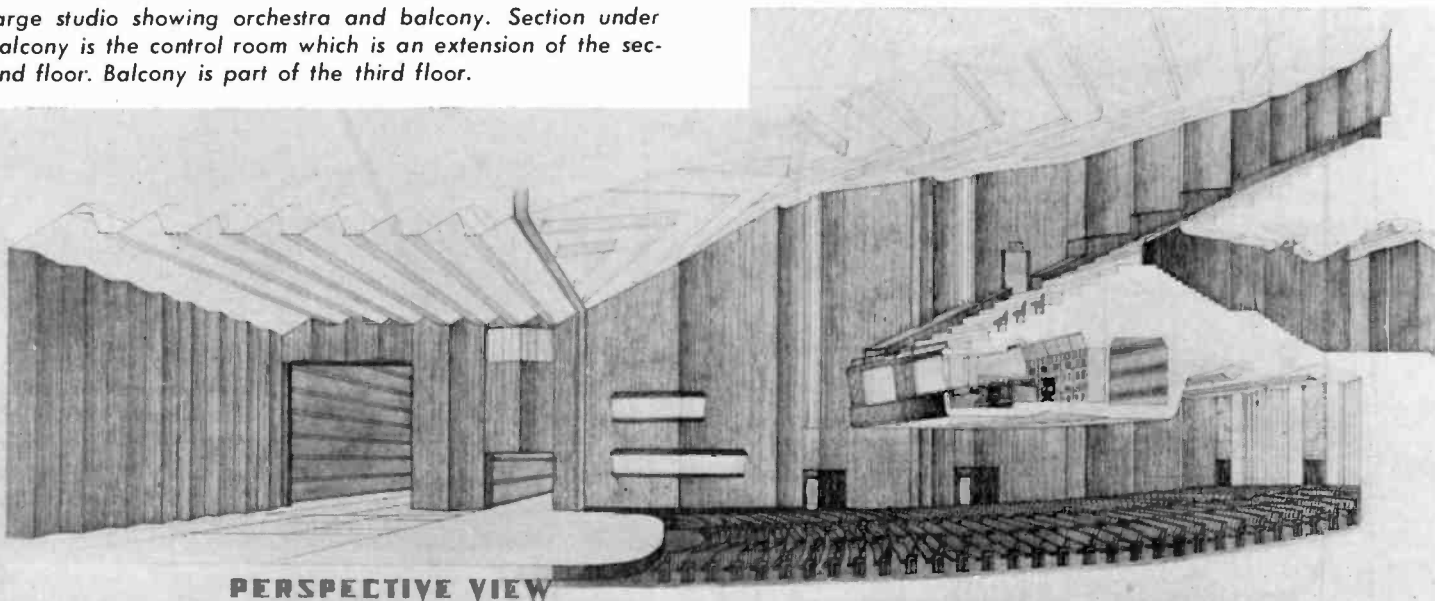 arge studio showing orchestra and balcony. Section under
alcony is the control room which is an extension of the sec-
nd floor. Balcony is part of the third floor.
PERSPECTIVE VIEW